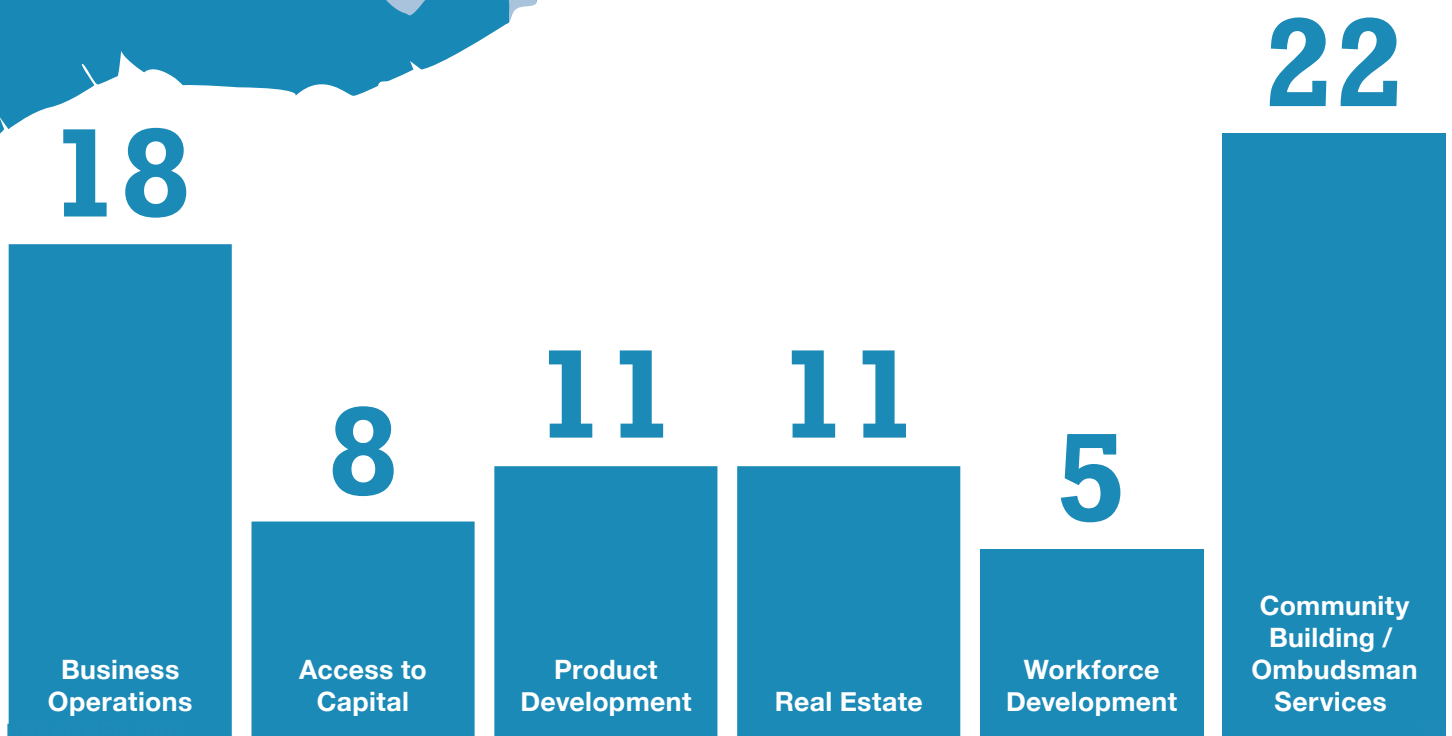 18
Business
Operations
8
Access to
Capital
11
Product
Development
11
Real Estate
5
Workforce
Development
22
Community
Building /
Ombudsman
Services